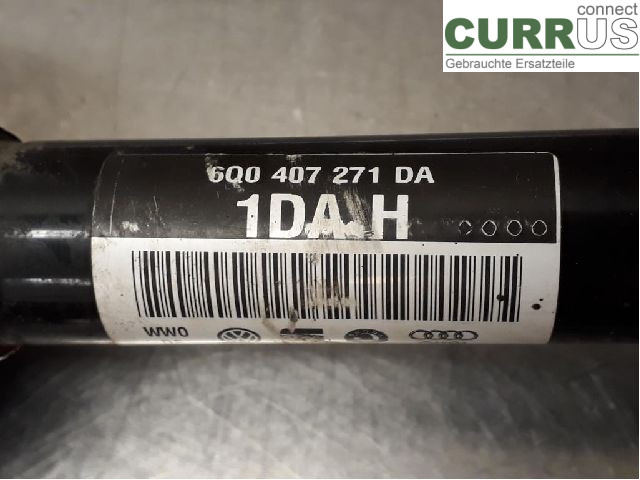 connect
CURRUS
Gebrauchte Ersatzteile
6Q0 407 271 DA
1DA H
WWO